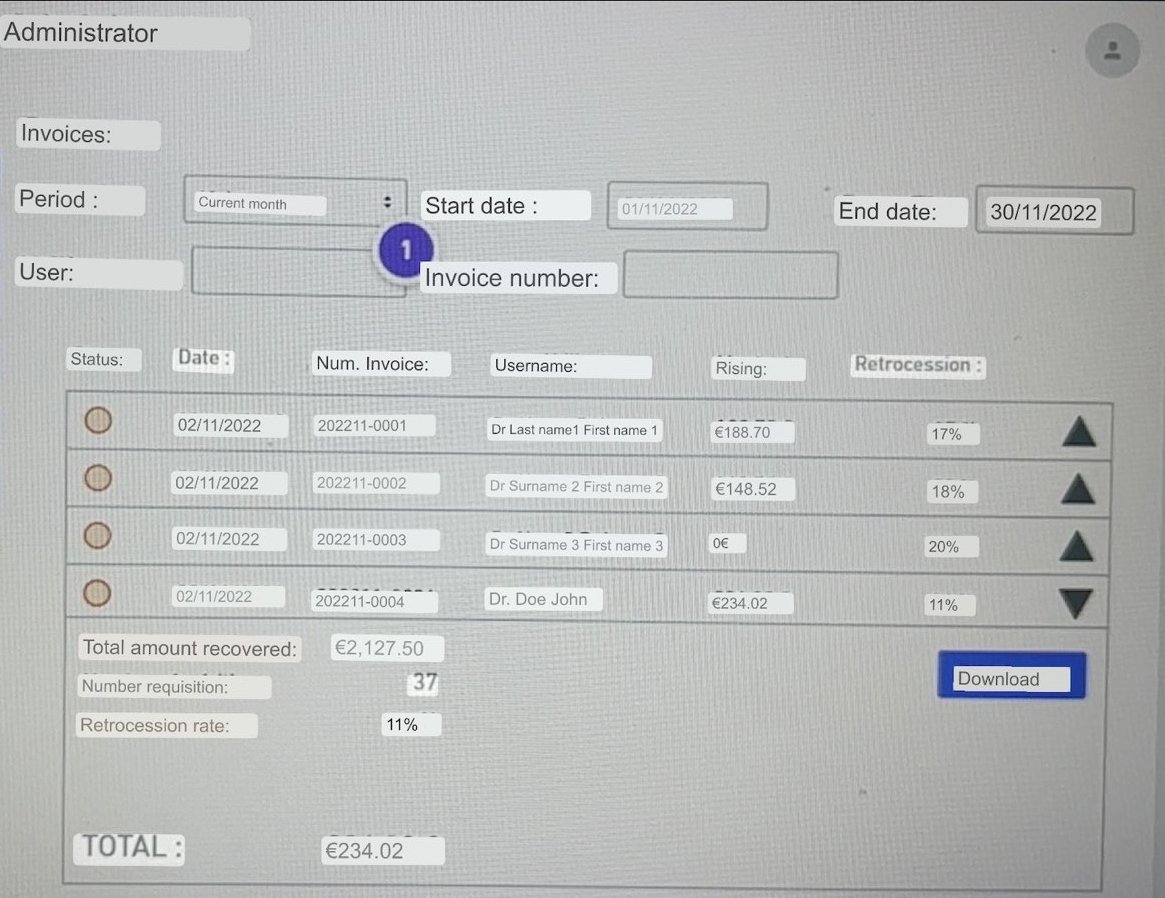 Administrator
Invoices:
Period : Current month Start date : 01/11/2022 End date: 30/11/2022
1
User: Invoice number:
Status: Date : Num. Invoice: Username: Rising: Retrocession :
02/11/2022 202211-0001 Dr Last name1 First name 1 €188.70 17%
02/11/2022 202211-0002 Dr Surname 2 First name 2 €148.52 18%
02/11/2022 202211-0003 Dr Surname 3 First name 3 0€ 20%
02/11/2022 202211-0004 Dr. Doe John €234.02 11%
Total amount recovered: €2,127.50
Download
Number requisition: 37
Retrocession rate: 11%
TOTAL : €234.02